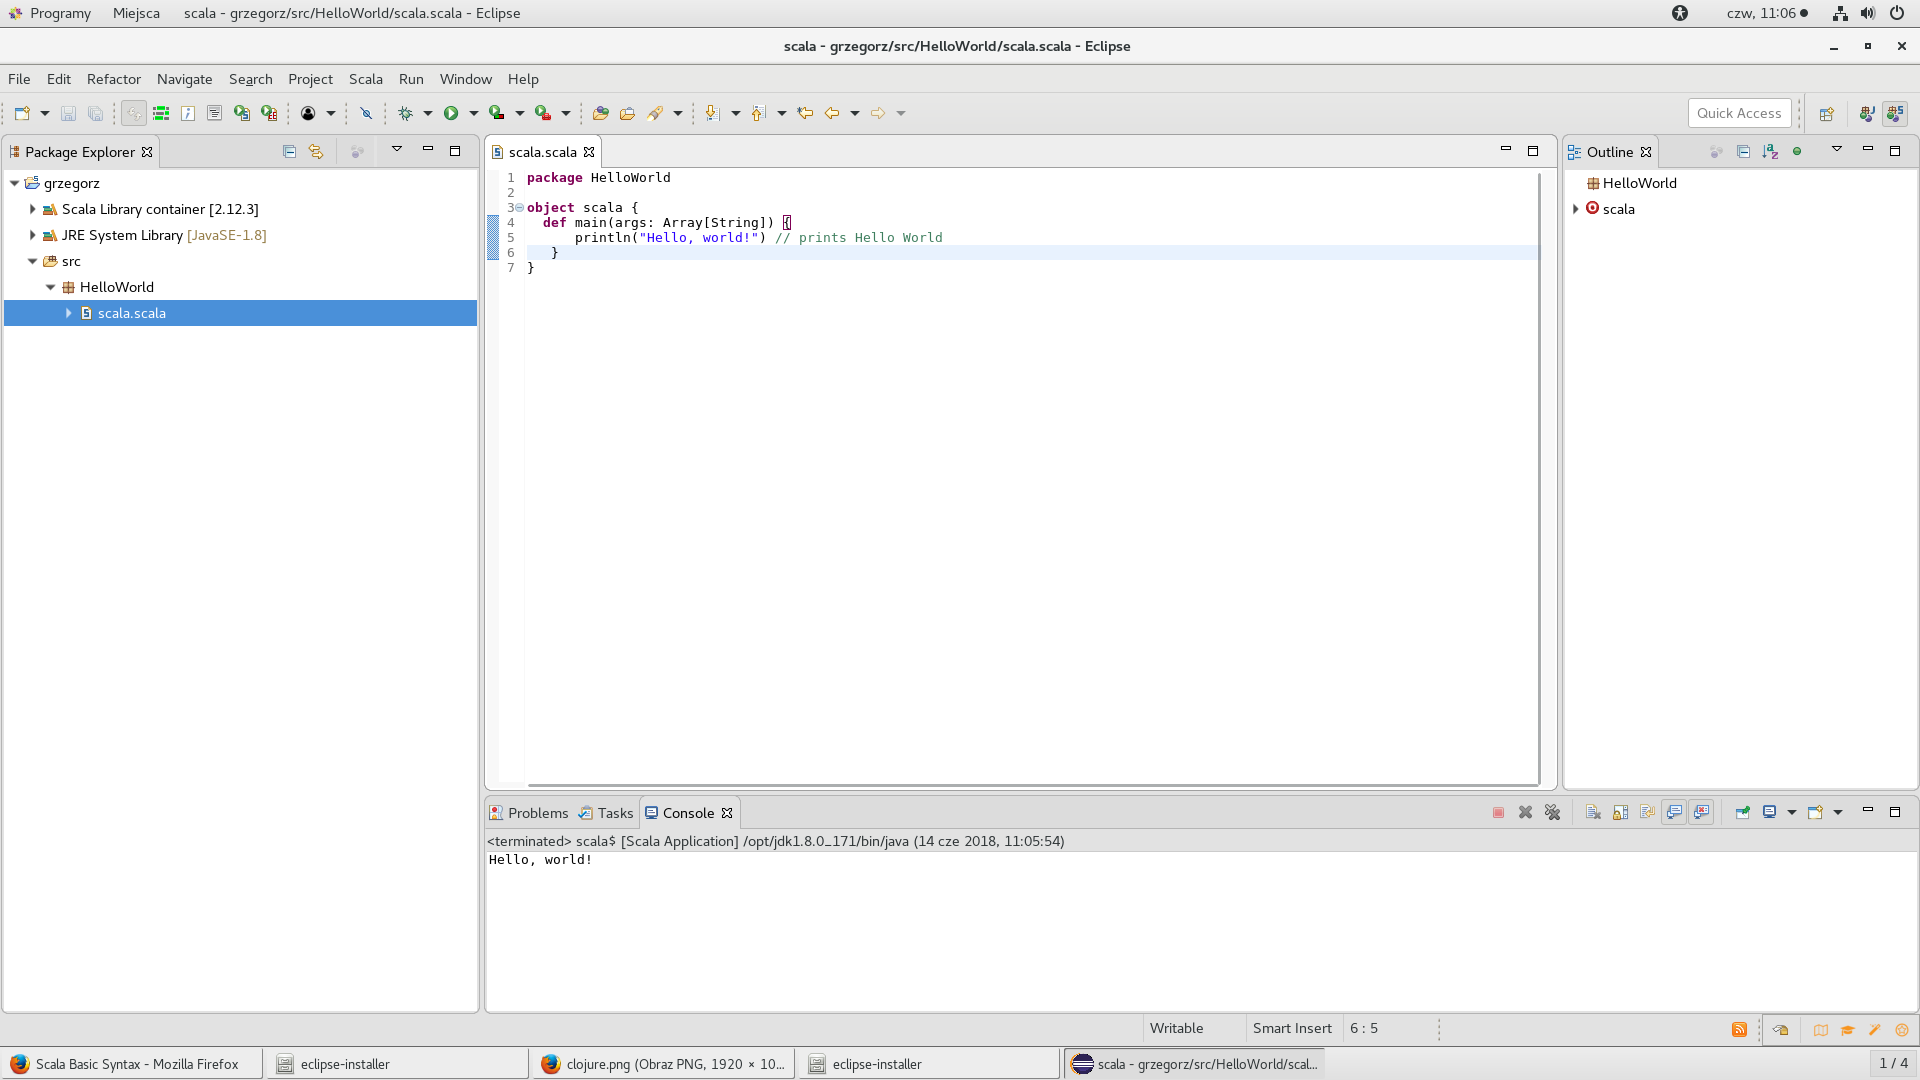 Programy Miejsca scala - grzegorz/src/HelloWorld/scala.scala - Eclipse czw, 11:06
scala - grzegorz/src/HelloWorld/scala.scala - Eclipse
File Edit Refactor Navigate Search Project Scala Run Window Help
Quick Access
Package Explorer
grzegorz
Scala Library container [2.12.3]
JRE System Library [JavaSE-1.8]
src
HelloWorld
scala.scala
scala.scala
1 package HelloWorld
2
3 object scala {
4 def main(args: Array[String]) {
5 println("Hello, world!") // prints Hello World
6 }
7 }
Outline
HelloWorld
scala
Problems Tasks Console
<terminated> scala$ [Scala Application] /opt/jdk1.8.0_171/bin/java (14 cze 2018, 11:05:54)
Hello, world!
Writable Smart Insert 6 : 5
Scala Basic Syntax - Mozilla Firefox eclipse-installer clojure.png (Obraz PNG, 1920 × 10... eclipse-installer scala - grzegorz/src/HelloWorld/scal... 1 / 4